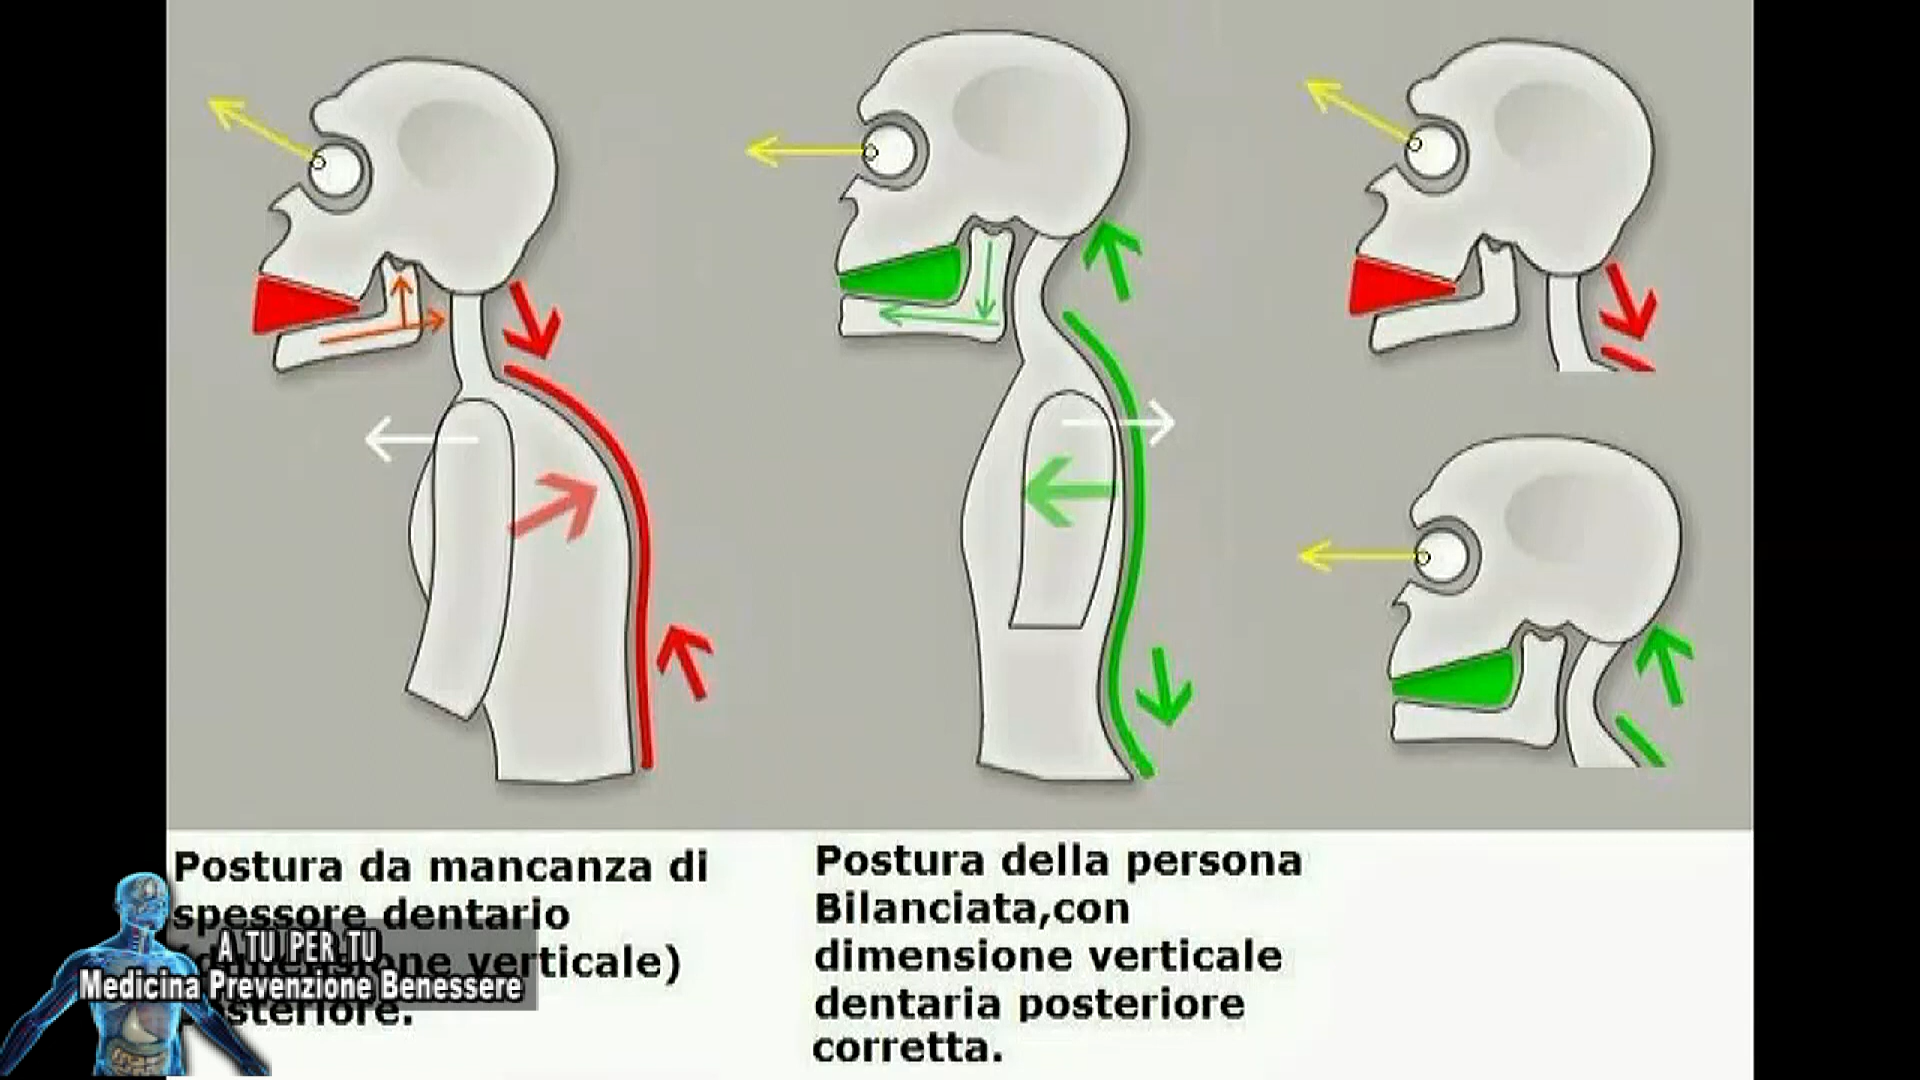 Postura da mancanza di
spessore dentario
verticale)
posteriore.
Postura della persona
Bilanciata,con
dimensione verticale
dentaria posteriore
corretta.
A TU PER TU
Medicina Prevenzione Benessere